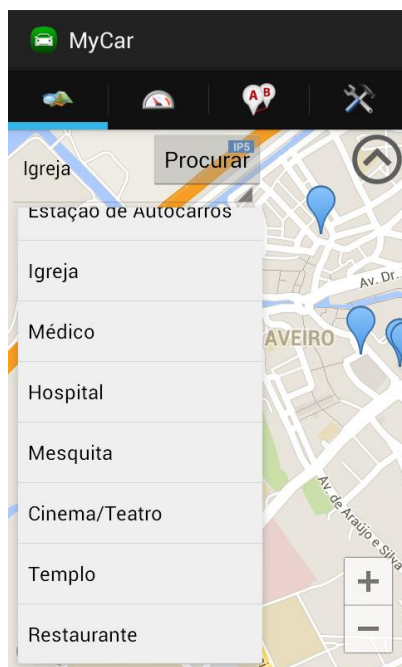 MyCar
A B
IP5
Igreja
Procurar
Estação de Autocarros
Igreja
Av. Dr.
Médico
AVEIRO
Hospital
Mesquita
Cinema/Teatro
Av. de Araújo e Silva
Templo
+
Restaurante
−